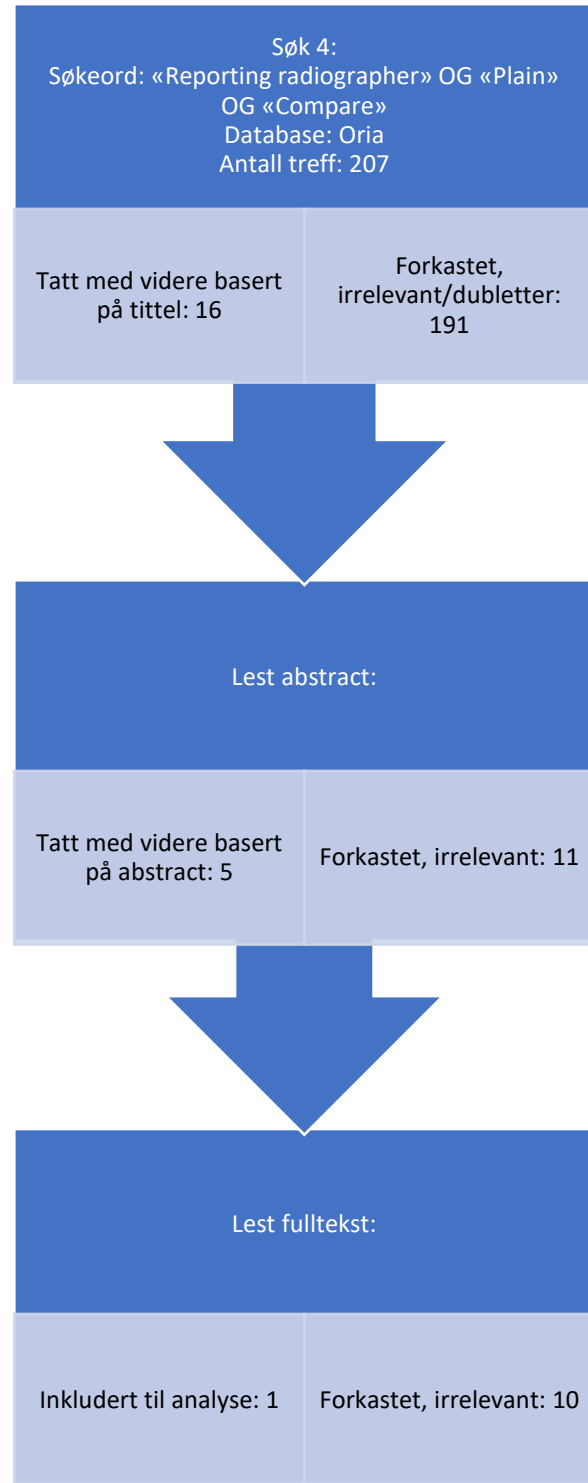 Søk 4:
Søkeord: «Reporting radiographer» OG «Plain»
OG «Compare»
Database: Oria
Antall treff: 207
Tatt med videre basert
på tittel: 16
Forkastet,
irrelevant/dubletter:
191
Lest abstract:
Tatt med videre basert
på abstract: 5
Forkastet, irrelevant: 11
Lest fulltekst:
Inkludert til analyse: 1
Forkastet, irrelevant: 10